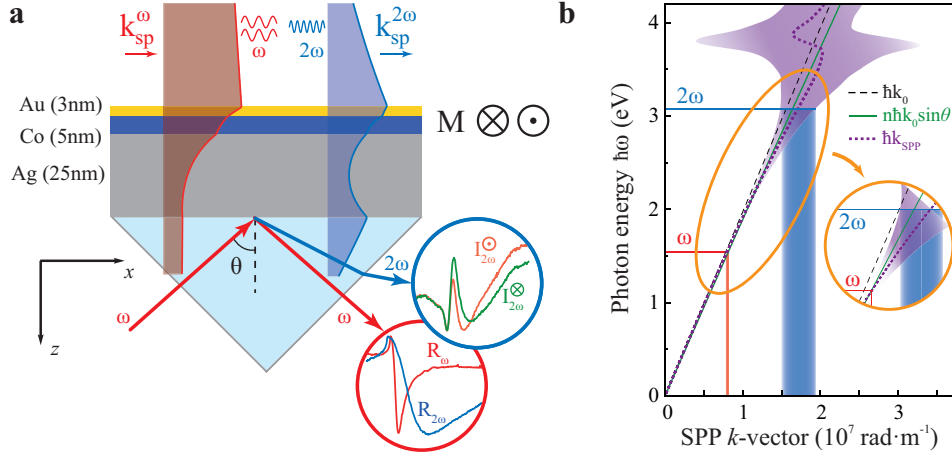 a
k_sp^ω
ω
2ω
k_sp^2ω
Au (3nm)
Co (5nm)
Ag (25nm)
M ⊗ ⊙
x
z
θ
ω
ω
2ω
I_2ω^⊙
I_2ω^⊗
R_ω
R_2ω
b
Photon energy ħω (eV)
4
3
2
1
0
2ω
ω
ħk_0
nħk_0sinθ
ħk_SPP
2ω
ω
0
1
2
3
SPP k-vector (10^7 rad·m^-1)